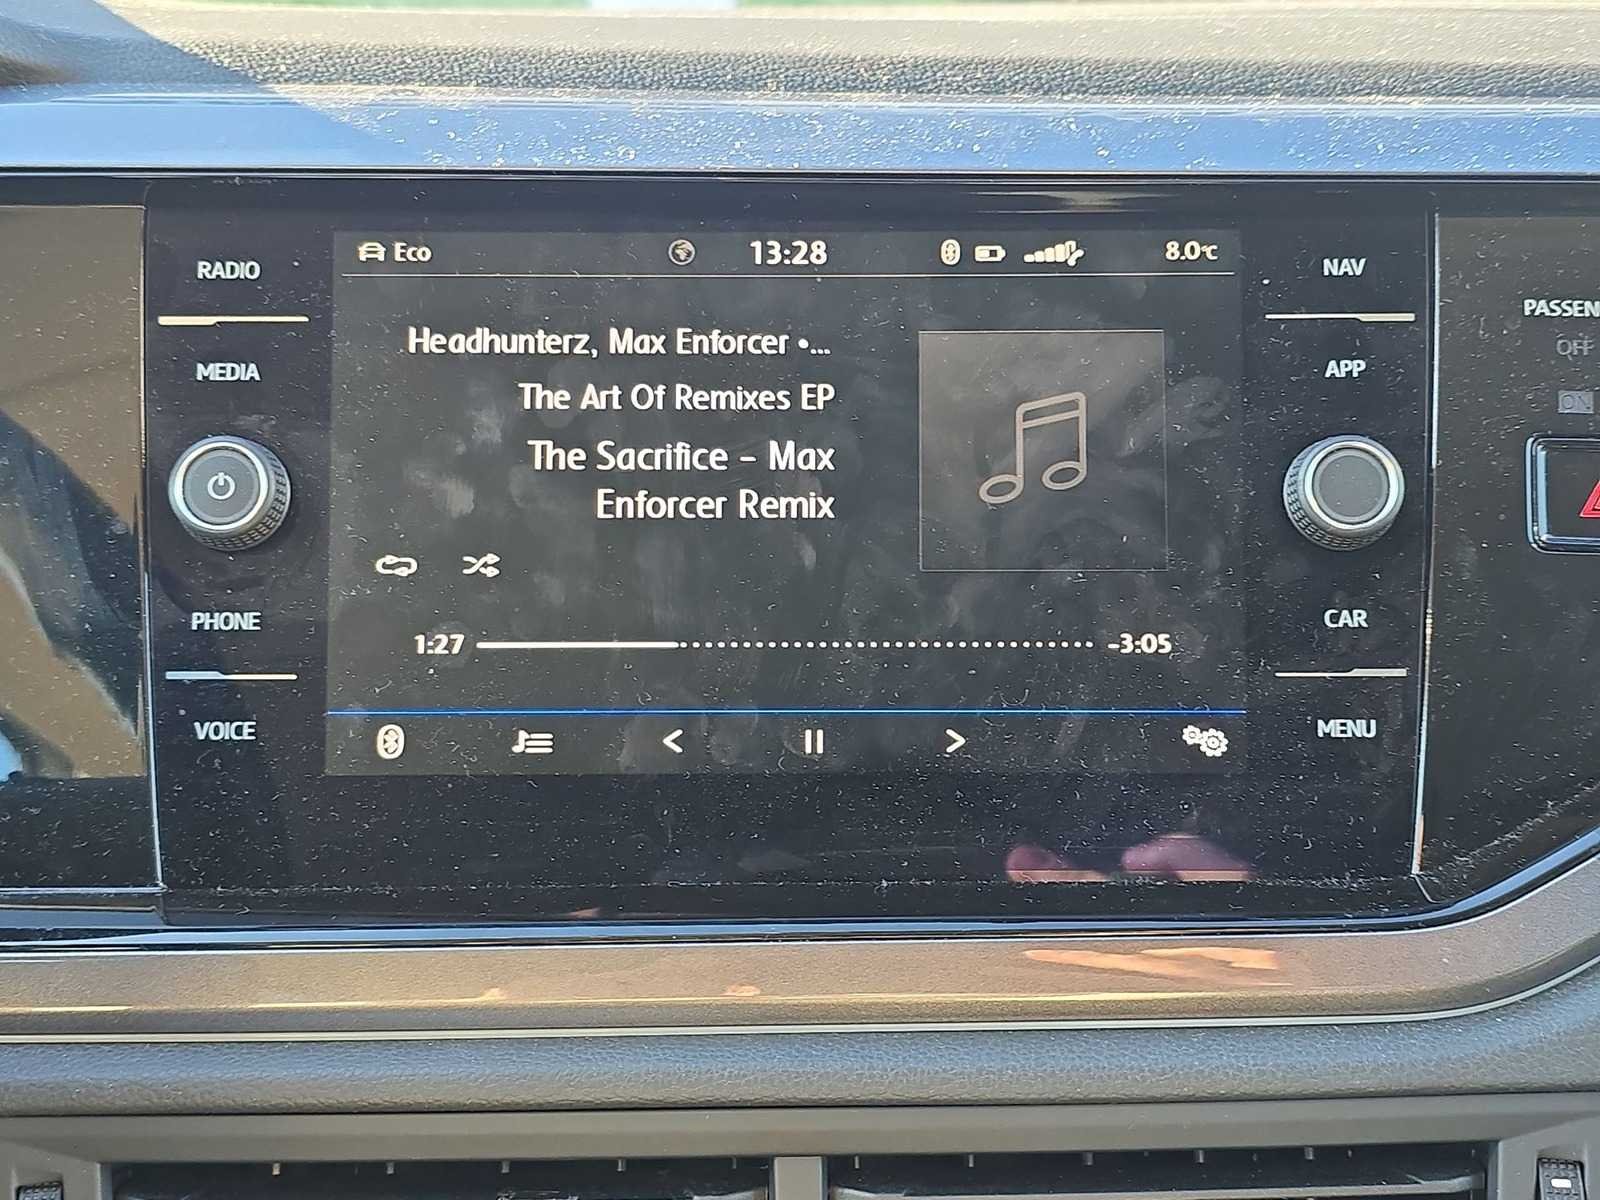 RADIO
MEDIA
PHONE
VOICE
Eco
13:28
8.0°C
Headhunterz, Max Enforcer •...
The Art Of Remixes EP
The Sacrifice - Max
Enforcer Remix
1:27
-3:05
NAV
APP
CAR
MENU
PASSEN
OFF
ON